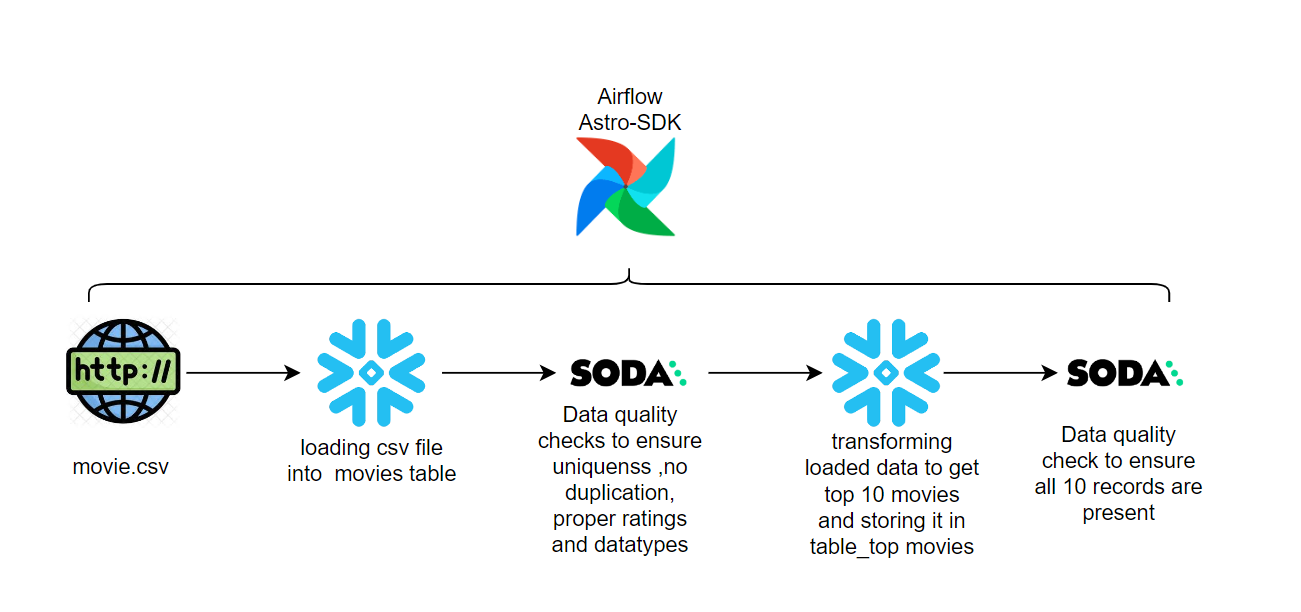 Airflow
Astro-SDK
http://
movie.csv
loading csv file
into movies table
SODA
Data quality
checks to ensure
uniquenss ,no
duplication,
proper ratings
and datatypes
transforming
loaded data to get
top 10 movies
and storing it in
table_top movies
SODA
Data quality
check to ensure
all 10 records are
present